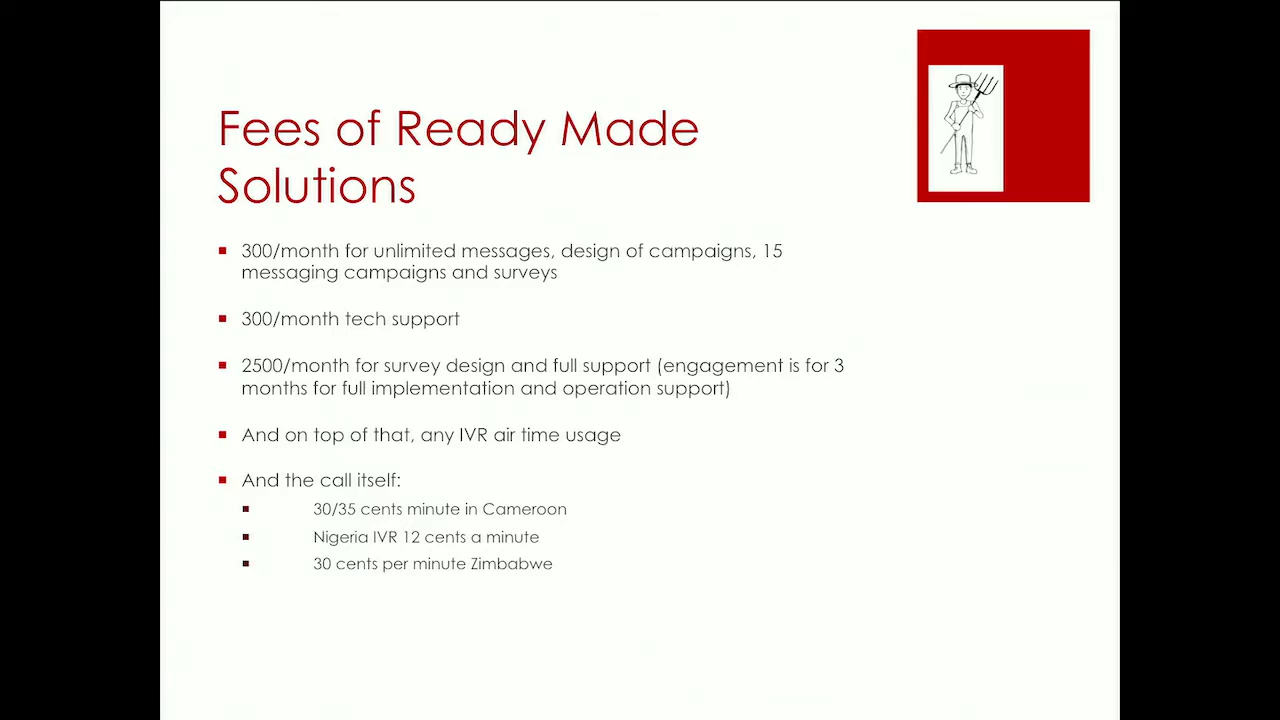 Fees of Ready Made
Solutions
300/month for unlimited messages, design of campaigns, 15
messaging campaigns and surveys
300/month tech support
2500/month for survey design and full support (engagement is for 3
months for full implementation and operation support)
And on top of that, any IVR air time usage
And the call itself:
30/35 cents minute in Cameroon
Nigeria IVR 12 cents a minute
30 cents per minute Zimbabwe